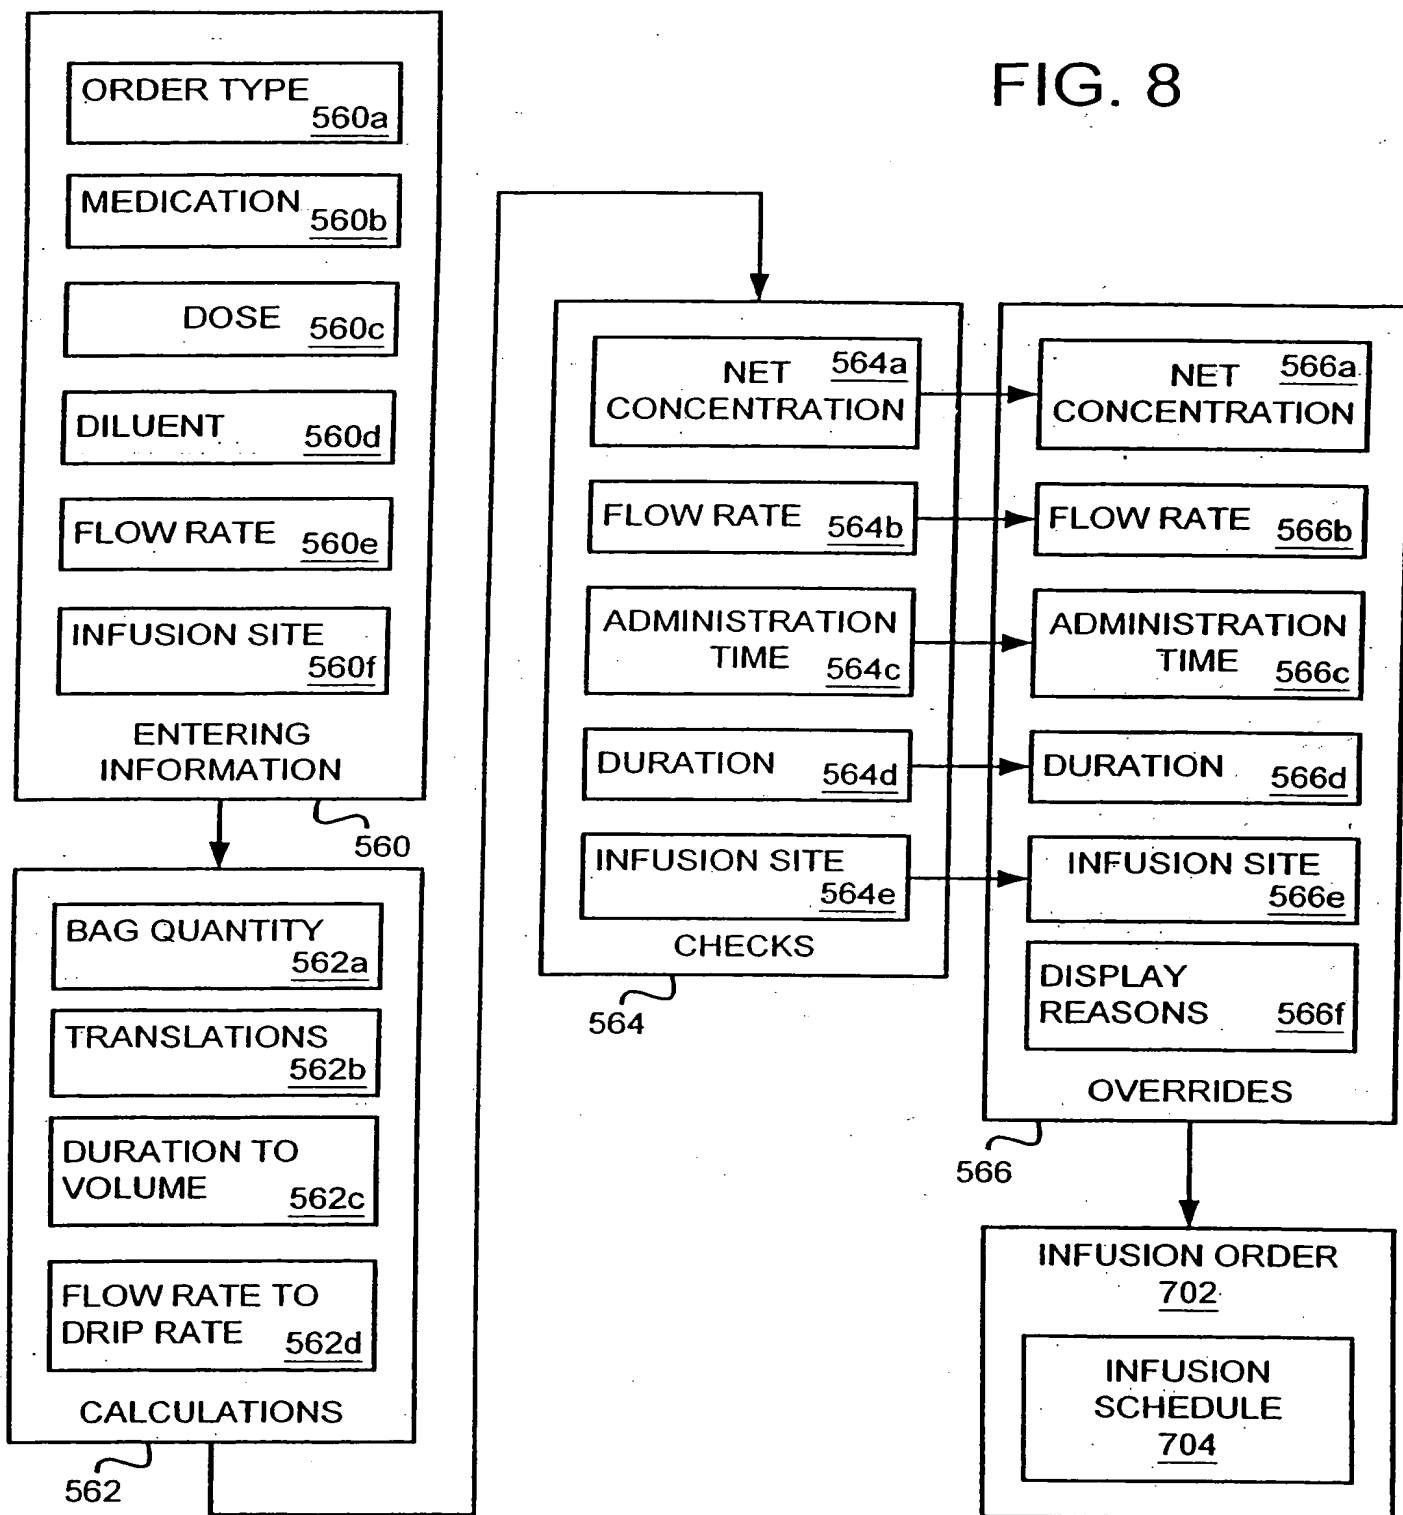 FIG. 8
ORDER TYPE
560a
MEDICATION
560b
DOSE 560c
DILUENT 560d
FLOW RATE 560e
INFUSION SITE
560f
ENTERING
INFORMATION
560
BAG QUANTITY
562a
TRANSLATIONS
562b
DURATION TO
VOLUME 562c
FLOW RATE TO
DRIP RATE 562d
CALCULATIONS
562
NET 564a
CONCENTRATION
FLOW RATE 564b
ADMINISTRATION
TIME 564c
DURATION 564d
INFUSION SITE
564e
CHECKS
564
NET 566a
CONCENTRATION
FLOW RATE 566b
ADMINISTRATION
TIME 566c
DURATION 566d
INFUSION SITE
566e
DISPLAY
REASONS 566f
OVERRIDES
566
INFUSION ORDER
702
INFUSION
SCHEDULE
704